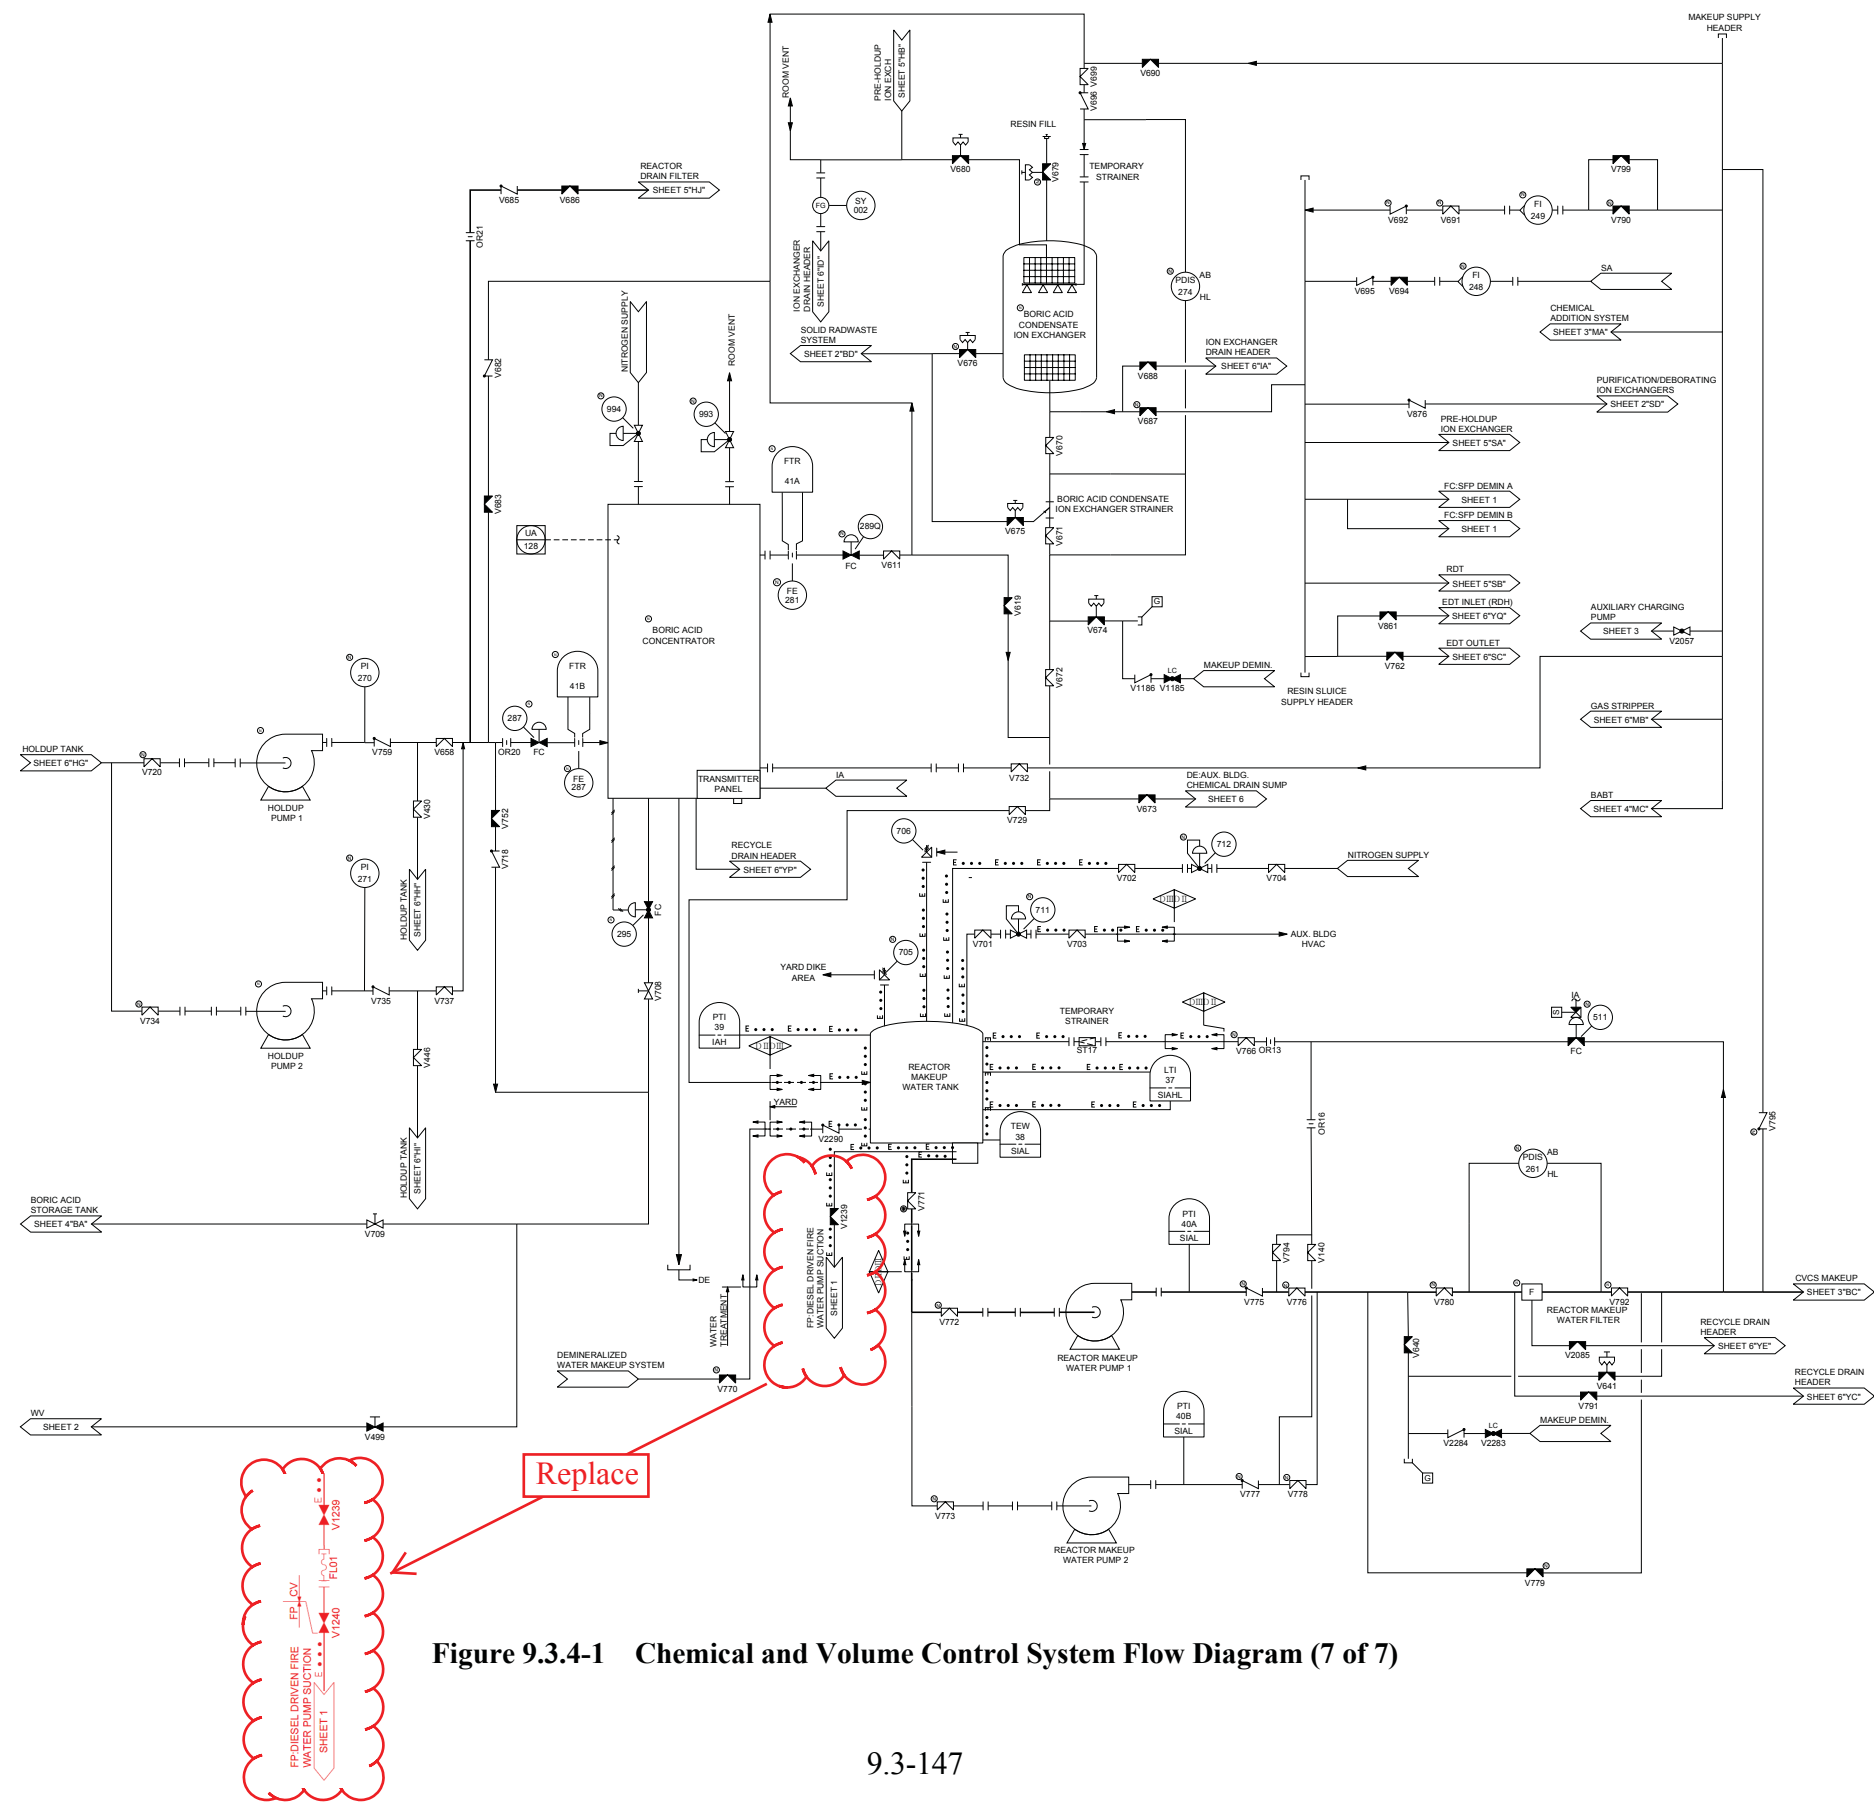 MAKEUP SUPPLY
HEADER
ROOM VENT
PRE-HOLDUP
ION EXCH
SHEET 5"HB"
V699
V696
V690
RESIN FILL
V679
V680
TEMPORARY
STRAINER
REACTOR
DRAIN FILTER
SHEET 5"HJ"
V685
V686
OR21
FG
SY
002
ION EXCHANGER
DRAIN HEADER
SHEET 6"ID"
V799
V692
V691
FI
249
V790
V695
V694
FI
248
SA
PDIS
274
AB
HL
BORIC ACID
CONDENSATE
ION EXCHANGER
CHEMICAL
ADDITION SYSTEM
SHEET 3"MA"
SOLID RADWASTE
SYSTEM
SHEET 2"BD"
V676
ION EXCHANGER
DRAIN HEADER
SHEET 6"IA"
V688
V687
PURIFICATION/DEBORATING
ION EXCHANGERS
SHEET 2"SD"
V876
NITROGEN SUPPLY
ROOM VENT
V682
994
993
PRE-HOLDUP
ION EXCHANGER
SHEET 5"SA"
V670
FTR
41A
V683
BORIC ACID CONDENSATE
ION EXCHANGER STRAINER
V675
V671
FC:SFP DEMIN A
SHEET 1
FC:SFP DEMIN B
SHEET 1
UA
128
289Q
FC
V611
FE
281
RDT
SHEET 5"SB"
V619
V674
G
EDT INLET (RDH)
SHEET 6"YQ"
V861
EDT OUTLET
SHEET 6"SC"
V762
AUXILIARY CHARGING
PUMP
SHEET 3
V2057
BORIC ACID
CONCENTRATOR
FTR
41B
V672
V1186
LC
V1185
MAKEUP DEMIN.
RESIN SLUICE
SUPPLY HEADER
GAS STRIPPER
SHEET 6"MB"
PI
270
287
HOLDUP TANK
SHEET 6"HG"
V720
V759
V658
OR20
FC
FE
287
HOLDUP
PUMP 1
TRANSMITTER
PANEL
IA
V732
DE:AUX. BLDG.
CHEMICAL DRAIN SUMP
SHEET 6
V673
V729
BABT
SHEET 4"MC"
V430
V752
V718
706
RECYCLE
DRAIN HEADER
SHEET 6"YP"
E
V702
712
V704
NITROGEN SUPPLY
PI
271
HOLDUP TANK
SHEET 6"HH"
295
FC
V701
711
V703
AUX. BLDG
HVAC
705
YARD DIKE
AREA
V734
V735
V737
V708
HOLDUP
PUMP 2
V446
PTI
39
IAH
TEMPORARY
STRAINER
ST17
V766
OR13
IA
S
511
FC
REACTOR
MAKEUP
WATER TANK
LTI
37
SIAHL
YARD
V2290
TEW
38
SIAL
OR16
V795
HOLDUP TANK
SHEET 6"HI"
PDIS
261
AB
HL
BORIC ACID
STORAGE TANK
SHEET 4"BA"
V709
FP:DIESEL DRIVEN FIRE
WATER PUMP SUCTION
SHEET 1
V1239
V771
PTI
40A
SIAL
V794
V140
DE
WATER
TREATMENT
V772
V775
V776
V780
F
V792
CVCS MAKEUP
SHEET 3"BC"
REACTOR MAKEUP
WATER FILTER
REACTOR MAKEUP
WATER PUMP 1
V640
V2085
RECYCLE DRAIN
HEADER
SHEET 6"YE"
DEMINERALIZED
WATER MAKEUP SYSTEM
V770
V641
V791
RECYCLE DRAIN
HEADER
SHEET 6"YC"
WV
SHEET 2
V499
PTI
40B
SIAL
V2284
LC
V2283
MAKEUP DEMIN.
G
V773
V777
V778
REACTOR MAKEUP
WATER PUMP 2
V779
Replace
E
V1239
FL01
FP CV
V1240
E
FP:DIESEL DRIVEN FIRE
WATER PUMP SUCTION
SHEET 1
Figure 9.3.4-1 Chemical and Volume Control System Flow Diagram (7 of 7)
9.3-147